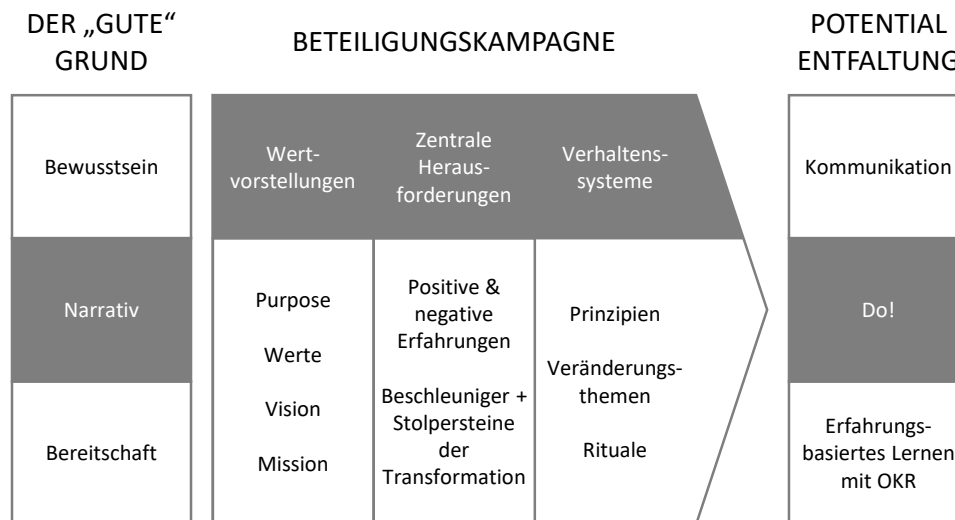 DER „GUTE“
GRUND
BETEILIGUNGSKAMPAGNE
POTENTIAL
ENTFALTUNG
Bewusstsein
Narrativ
Bereitschaft
Wert-
vorstellungen
Zentrale
Heraus-
forderungen
Verhaltens-
systeme
Purpose
Werte
Vision
Mission
Positive &
negative
Erfahrungen
Beschleuniger +
Stolpersteine
der
Transformation
Prinzipien
Veränderungs-
themen
Rituale
Kommunikation
Do!
Erfahrungs-
basiertes Lernen
mit OKR